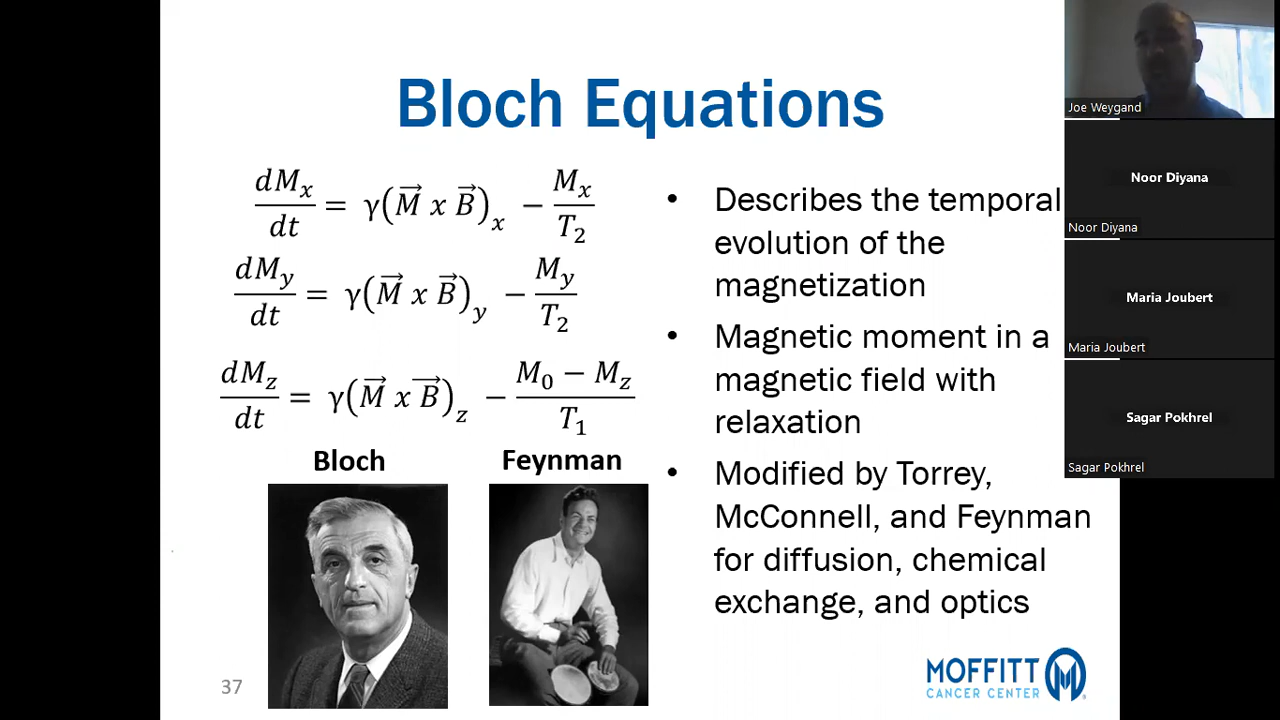 Bloch Equations
dM_x/dt = γ(M⃗ x B⃗)_x − M_x/T_2
dM_y/dt = γ(M⃗ x B⃗)_y − M_y/T_2
dM_z/dt = γ(M⃗ x B⃗)_z − (M_0 − M_z)/T_1
Bloch
Feynman
37
• Describes the temporal
evolution of the
magnetization
• Magnetic moment in a
magnetic field with
relaxation
• Modified by Torrey,
McConnell, and Feynman
for diffusion, chemical
exchange, and optics
MOFFITT
CANCER CENTER
®
Joe Weygand
Noor Diyana
Noor Diyana
Maria Joubert
Maria Joubert
Sagar Pokhrel
Sagar Pokhrel